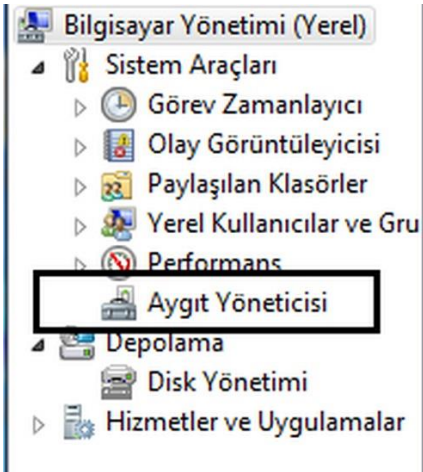 Bilgisayar Yönetimi (Yerel)
Sistem Araçları
Görev Zamanlayıcı
Olay Görüntüleyicisi
Paylaşılan Klasörler
Yerel Kullanıcılar ve Gru
Performans
Aygıt Yöneticisi
Depolama
Disk Yönetimi
Hizmetler ve Uygulamalar